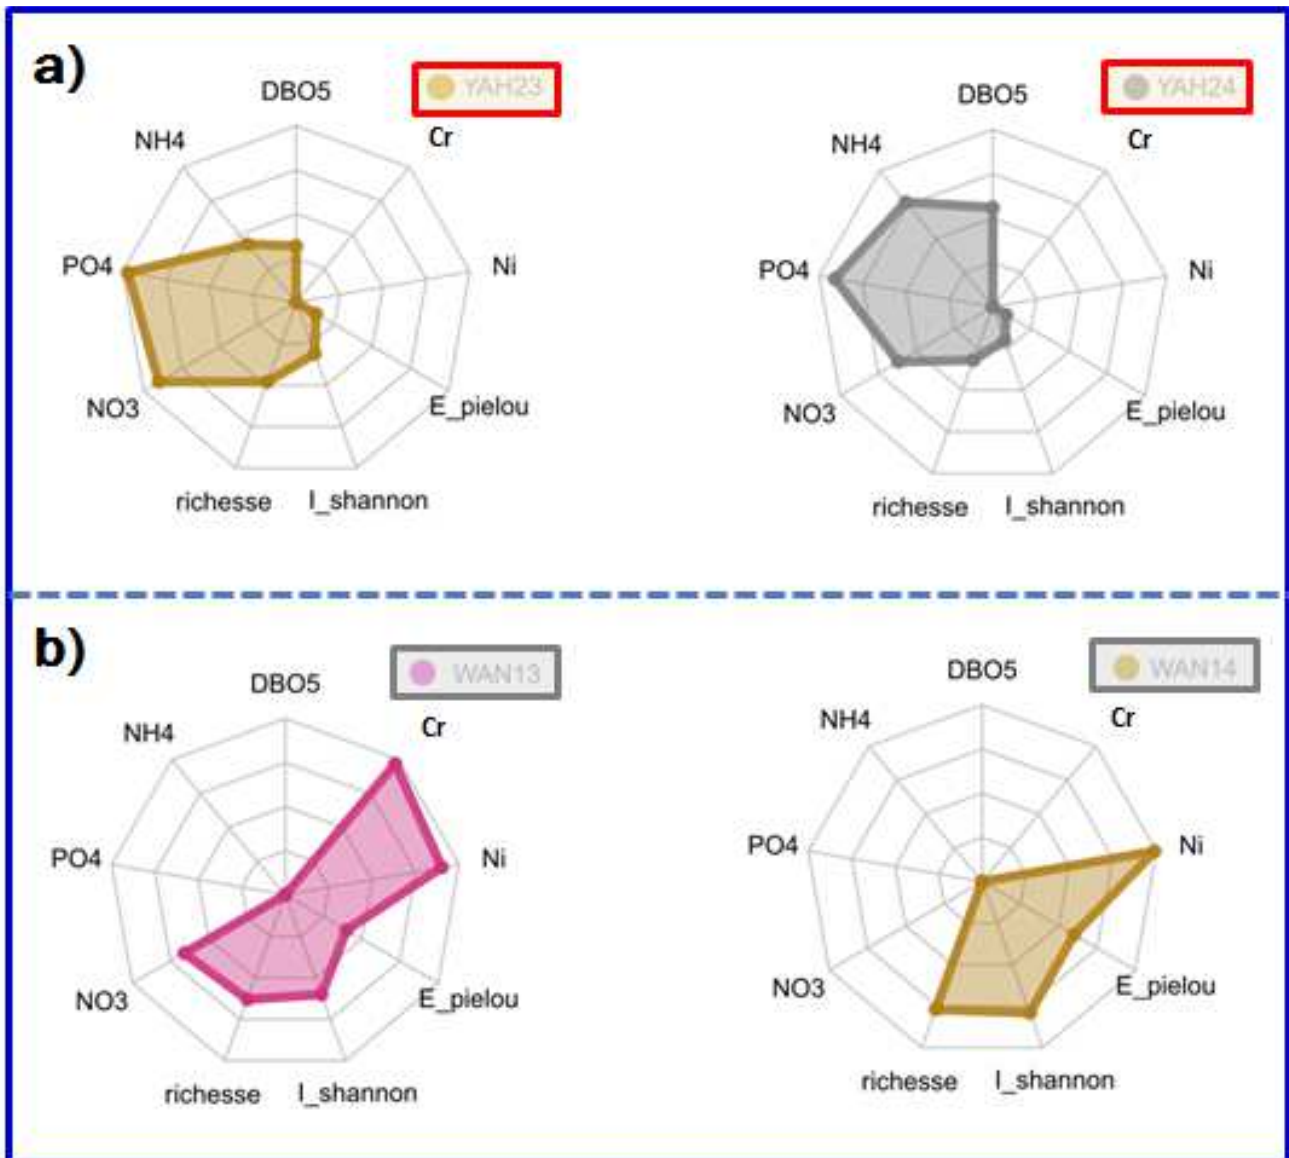 a)
YAH23
DBO5
Cr
NH4
Ni
PO4
E_pielou
NO3
richesse
I_shannon
YAH24
DBO5
Cr
NH4
Ni
PO4
E_pielou
NO3
richesse
I_shannon
b)
WAN13
DBO5
Cr
NH4
Ni
PO4
E_pielou
NO3
richesse
I_shannon
WAN14
DBO5
Cr
NH4
Ni
PO4
E_pielou
NO3
richesse
I_shannon